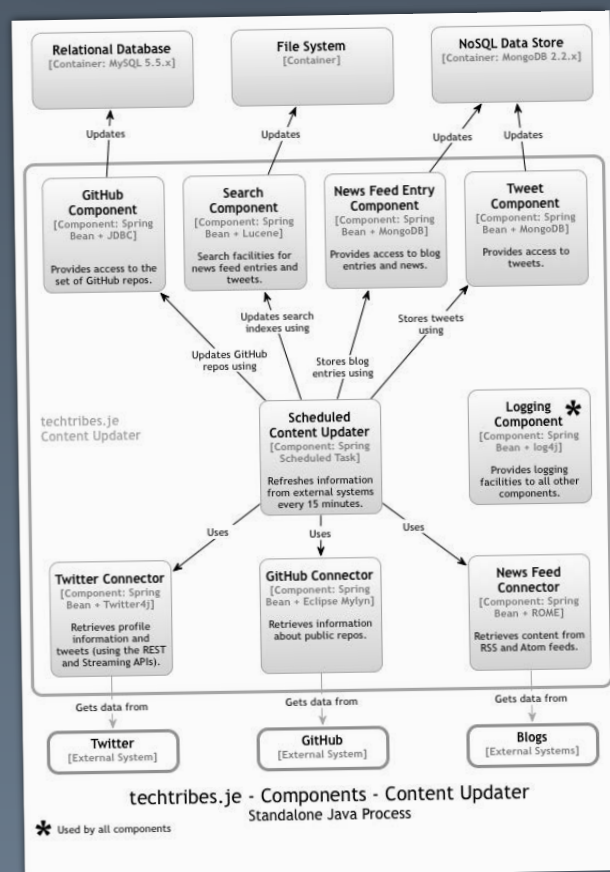 Relational Database
[Container: MySQL 5.5.x]
File System
[Container]
NoSQL Data Store
[Container: MongoDB 2.2.x]
Updates
Updates
Updates
Updates
GitHub
Component
[Component: Spring
Bean + JDBC]
Provides access to the
set of GitHub repos.
Search
Component
[Component: Spring
Bean + Lucene]
Search facilities for
news feed entries and
tweets.
News Feed Entry
Component
[Component: Spring
Bean + MongoDB]
Provides access to blog
entries and news.
Tweet
Component
[Component: Spring
Bean + MongoDB]
Provides access to
tweets.
Updates GitHub
repos using
Updates search
indexes using
Stores blog
entries using
Stores tweets
using
techtribes.je
Content Updater
Scheduled
Content Updater
[Component: Spring
Scheduled Task]
Refreshes information
from external systems
every 15 minutes.
Logging *
Component
[Component: Spring
Bean + log4j]
Provides logging
facilities to all other
components.
Uses
Uses
Uses
Twitter Connector
[Component: Spring
Bean + Twitter4j]
Retrieves profile
information and
tweets (using the REST
and Streaming APIs).
GitHub Connector
[Component: Spring
Bean + Eclipse Mylyn]
Retrieves information
about public repos.
News Feed
Connector
[Component: Spring
Bean + ROME]
Retrieves content from
RSS and Atom feeds.
Gets data from
Gets data from
Gets data from
Twitter
[External System]
GitHub
[External System]
Blogs
[External Systems]
techtribes.je - Components - Content Updater
Standalone Java Process
* Used by all components